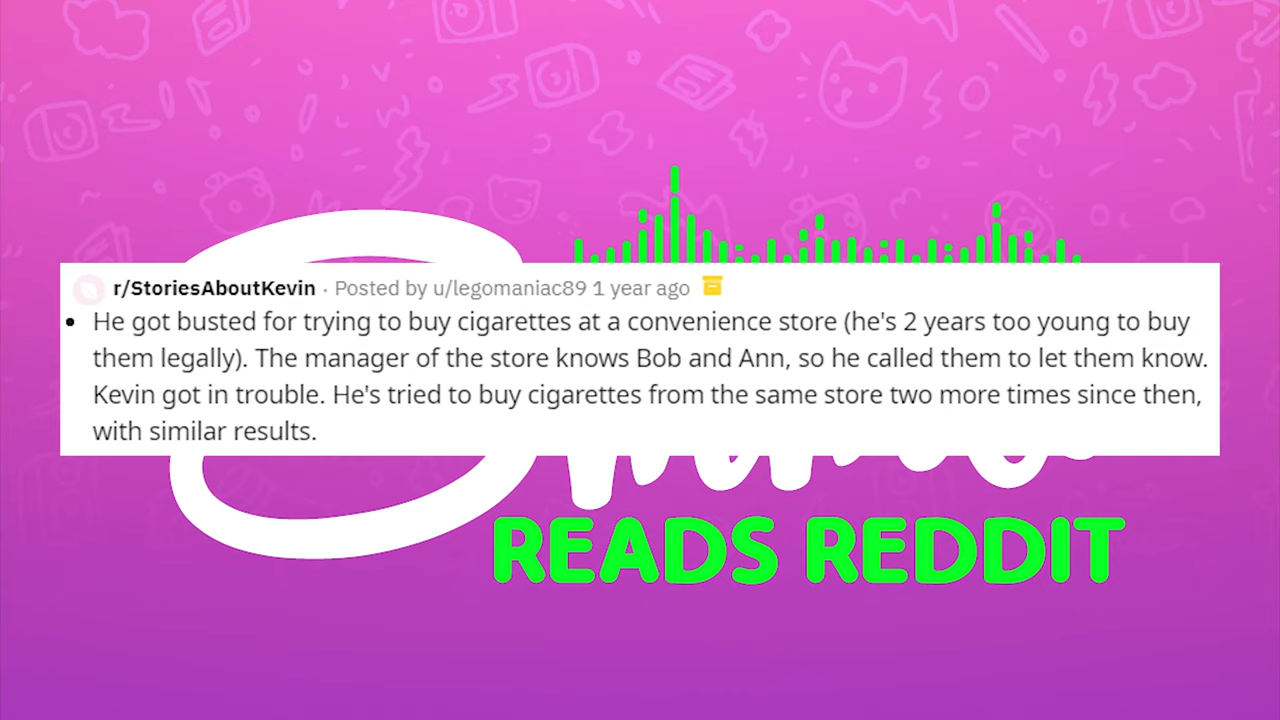 r/StoriesAboutKevin · Posted by u/legomaniac89 1 year ago
• He got busted for trying to buy cigarettes at a convenience store (he's 2 years too young to buy
them legally). The manager of the store knows Bob and Ann, so he called them to let them know.
Kevin got in trouble. He's tried to buy cigarettes from the same store two more times since then,
with similar results.
READS REDDIT